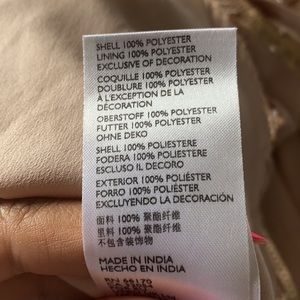 SHELL 100% POLYESTER
LINING 100% POLYESTER
EXCLUSIVE OF DECORATION
COQUILLE 100% POLYESTER
DOUBLURE 100% POLYESTER
À L'EXCEPTION DE LA
DÉCORATION
OBERSTOFF 100% POLYESTER
FUTTER 100% POLYESTER
OHNE DEKO
SHELL 100% POLIESTERE
FODERA 100% POLIESTERE
ESCLUSO IL DECORO
EXTERIOR 100% POLIÉSTER
FORRO 100% POLIÉSTER
EXCLUYENDO LA DECORACIÓN
面料 100% 聚酯纤维
里料 100% 聚酯纤维
不包含装饰物
MADE IN INDIA
HECHO EN INDIA
RN 66170